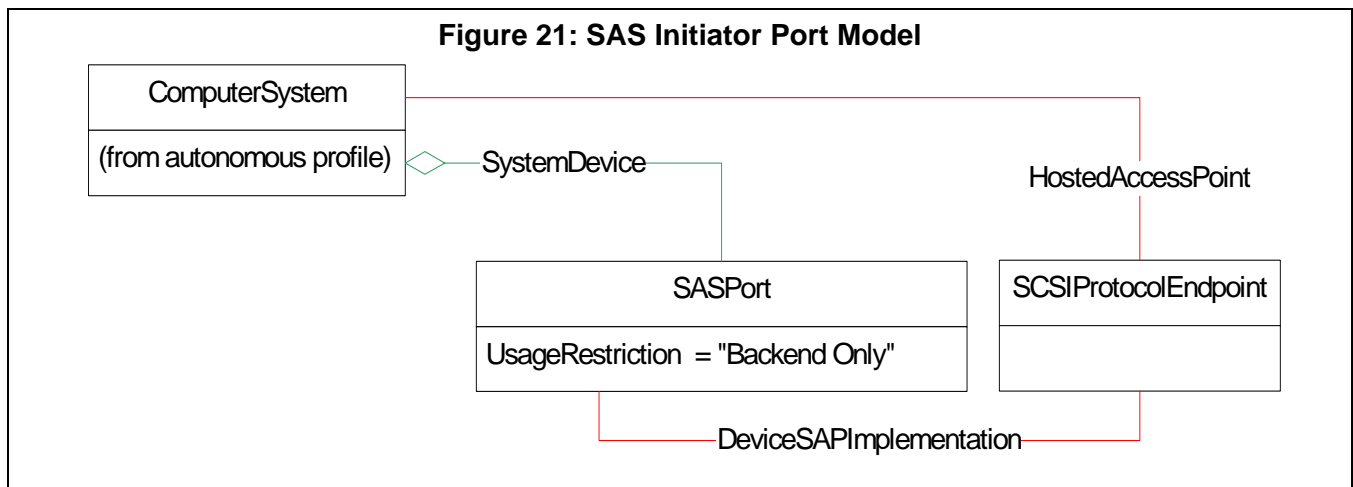 Figure 21: SAS Initiator Port Model
ComputerSystem
(from autonomous profile)
SystemDevice
HostedAccessPoint
SASPort
UsageRestriction = "Backend Only"
SCSIProtocolEndpoint
DeviceSAPImplementation